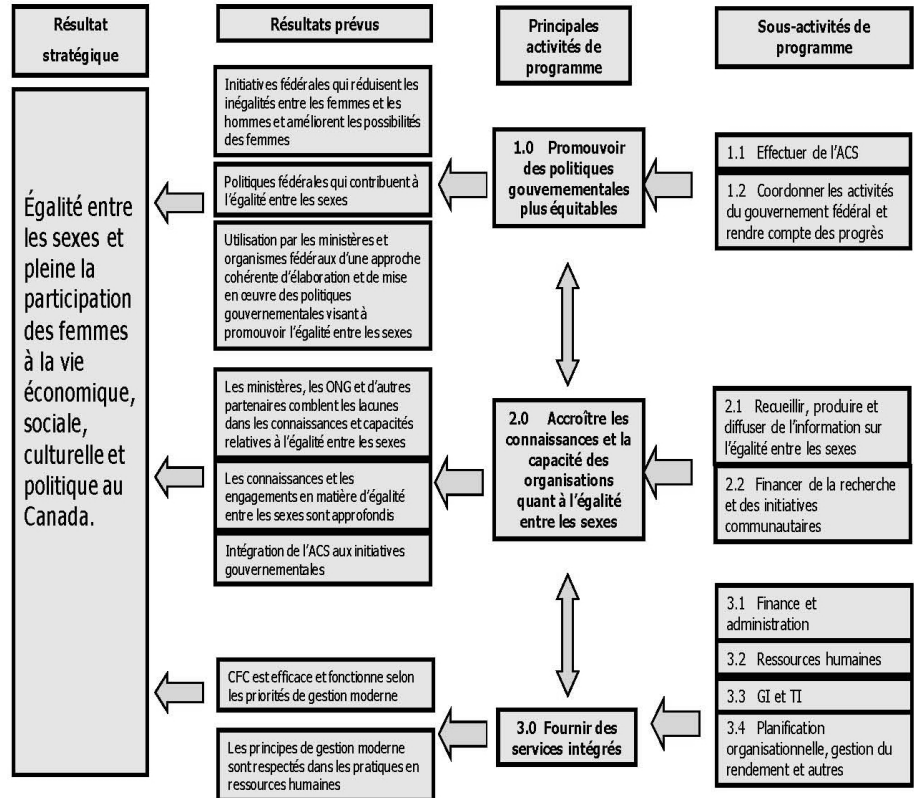 Résultat
stratégique
Égalité entre
les sexes et
pleine la
participation
des femmes
à la vie
économique,
sociale,
culturelle et
politique au
Canada.
Résultats prévus
Initiatives fédérales qui réduisent les
inégalités entre les femmes et les
hommes et améliorent les possibilités
des femmes
Politiques fédérales qui contribuent à
l'égalité entre les sexes
Utilisation par les ministères et
organismes fédéraux d'une approche
cohérente d'élaboration et de mise
en œuvre des politiques
gouvernementales visant à
promouvoir l'égalité entre les sexes
Les ministères, les ONG et d'autres
partenaires comblent les lacunes
dans les connaissances et capacités
relatives à l'égalité entre les sexes
Les connaissances et les
engagements en matière d'égalité
entre les sexes sont approfondis
Intégration de l'ACS aux initiatives
gouvernementales
CFC est efficace et fonctionne selon
les priorités de gestion moderne
Les principes de gestion moderne
sont respectés dans les pratiques en
ressources humaines
Principales
activités de
programme
1.0 Promouvoir
des politiques
gouvernementales
plus équitables
2.0 Accroître les
connaissances et la
capacité des
organisations
quant à l'égalité
entre les sexes
3.0 Fournir des
services intégrés
Sous-activités de
programme
1.1 Effectuer de l'ACS
1.2 Coordonner les activités
du gouvernement fédéral et
rendre compte des progrès
2.1 Recueillir, produire et
diffuser de l'information sur
l'égalité entre les sexes
2.2 Financer de la recherche
et des initiatives
communautaires
3.1 Finance et
administration
3.2 Ressources humaines
3.3 GI et TI
3.4 Planification
organisationnelle, gestion du
rendement et autres